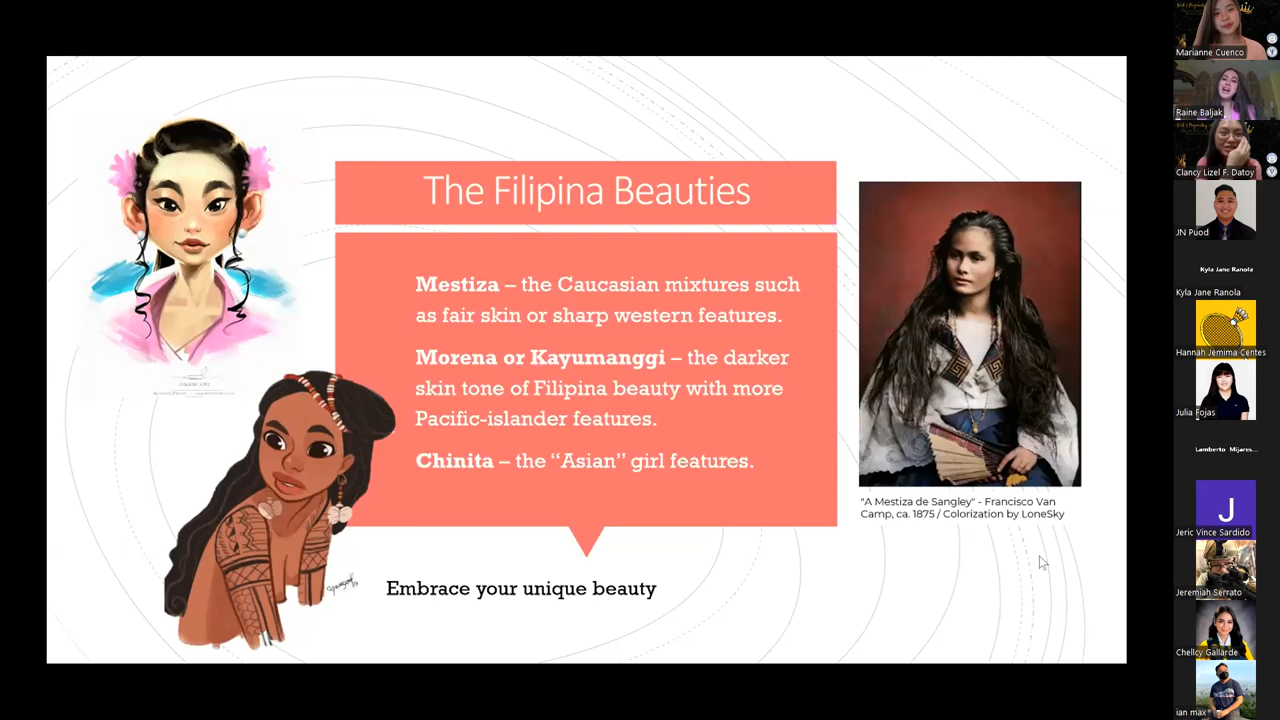 The Filipina Beauties
Mestiza – the Caucasian mixtures such
as fair skin or sharp western features.
Morena or Kayumanggi – the darker
skin tone of Filipina beauty with more
Pacific-islander features.
Chinita – the “Asian” girl features.
Embrace your unique beauty
"A Mestiza de Sangley" - Francisco Van
Camp, ca. 1875 / Colorization by LoneSky
Marianne Cuenco
Raine Baljak
Clancy Lizel F. Datoy
JN Puod
Kyla Jane Ranola
Kyla Jane Ranola
Hannah Jemima Centes
Julia Fojas
Lamberto Mijares...
J
Jeric Vince Sardido
Jeremiah Serrato
Chellcy Gallarde
ian max